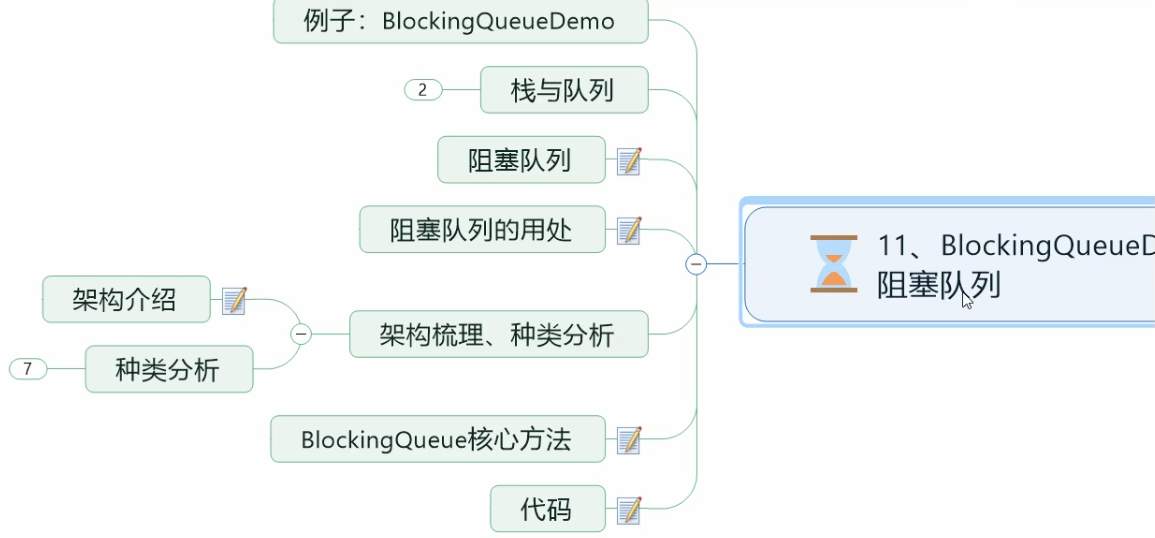 例子：BlockingQueueDemo
2
栈与队列
阻塞队列
阻塞队列的用处
11、BlockingQueueD
阻塞队列
架构介绍
架构梳理、种类分析
7
种类分析
BlockingQueue核心方法
代码